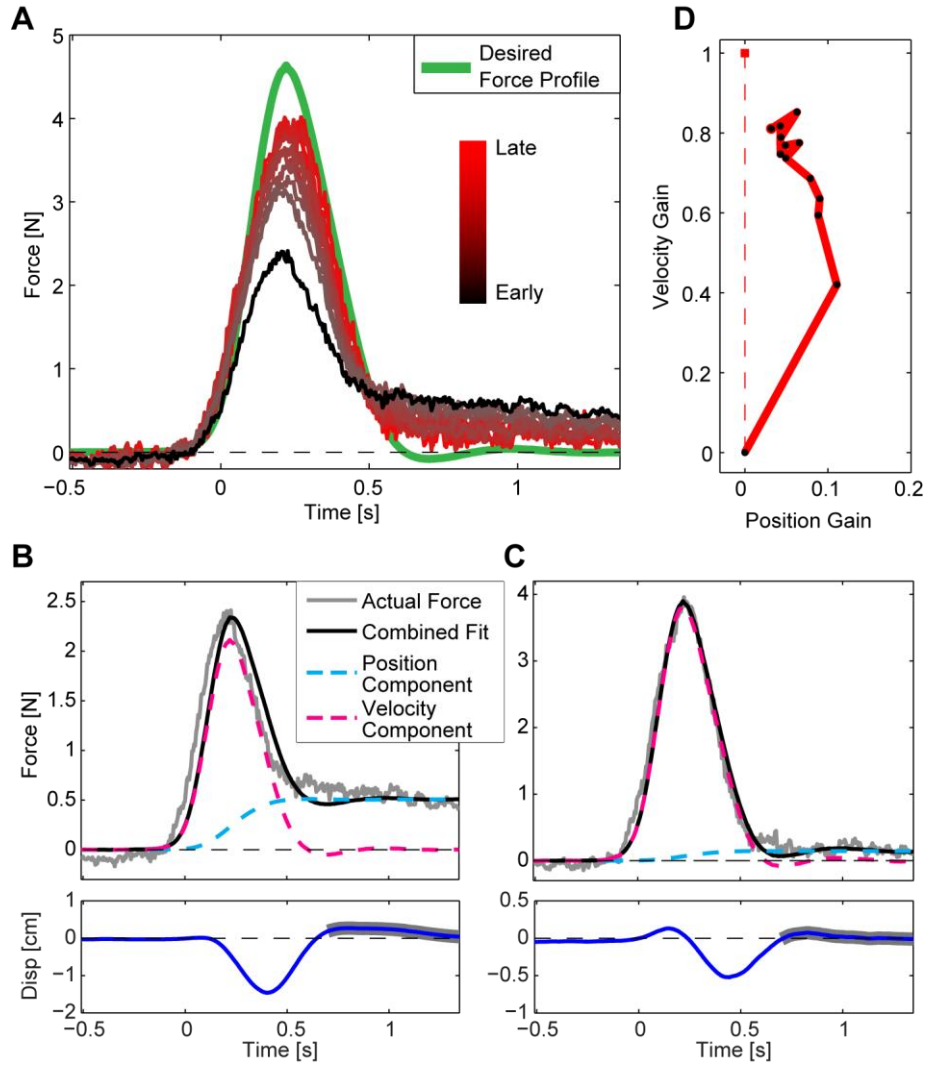 A
Desired
Force Profile
Late
Early
5
4
3
2
1
0
Force [N]
−0.5
0
0.5
1
Time [s]
D
1
0.8
0.6
0.4
0.2
0
Velocity Gain
0
0.1
0.2
Position Gain
B
Actual Force
Combined Fit
Position
Component
Velocity
Component
2.5
2
1.5
1
0.5
0
Force [N]
1
0
−1
−2
Disp [cm]
−0.5
0
0.5
1
Time [s]
C
4
3
2
1
0
0.5
0
−0.5
−1
−0.5
0
0.5
1
Time [s]